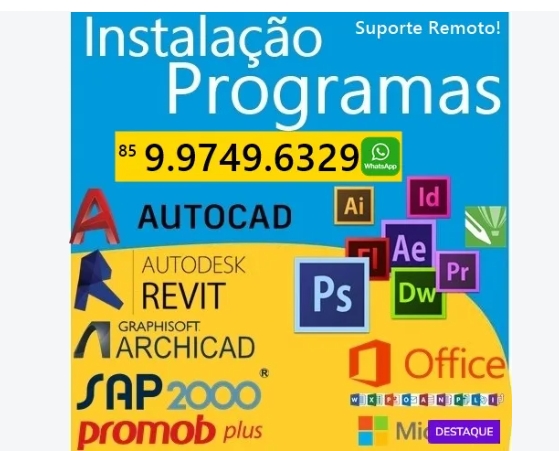 Instalação
Suporte Remoto!
Programas
85 9.9749.6329
WhatsApp
AUTOCAD
Ai
Id
AUTODESK
REVIT
Fl
Ae
Pr
Ps
Dw
GRAPHISOFT.
ARCHICAD
Office
SAP2000®
promob plus
Mic
DESTAQUE